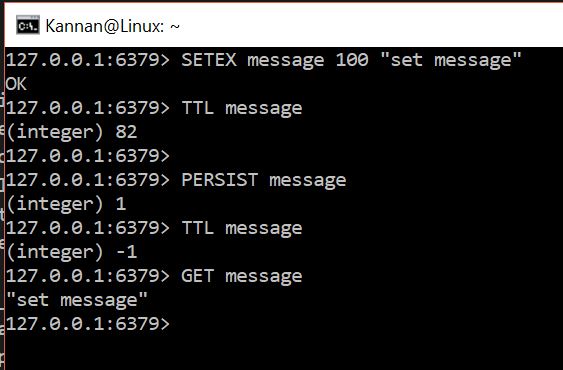 Kannan@Linux: ~
127.0.0.1:6379> SETEX message 100 "set message"
OK
127.0.0.1:6379> TTL message
(integer) 82
127.0.0.1:6379>
127.0.0.1:6379> PERSIST message
(integer) 1
127.0.0.1:6379> TTL message
(integer) -1
127.0.0.1:6379> GET message
"set message"
127.0.0.1:6379>